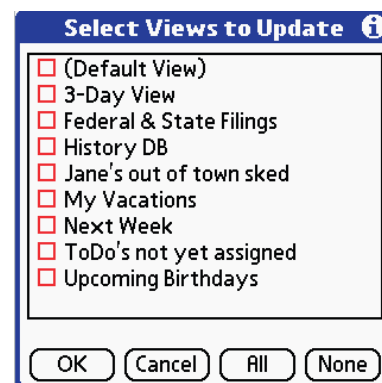 Select Views to Update i
(Default View)
3-Day View
Federal & State Filings
History DB
Jane's out of town sked
My Vacations
Next Week
ToDo's not yet assigned
Upcoming Birthdays
OK Cancel All None